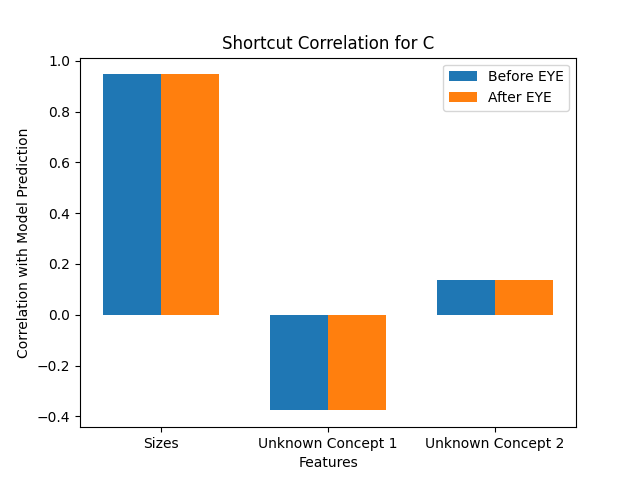 Shortcut Correlation for C
Before EYE
After EYE
Correlation with Model Prediction
1.0
0.8
0.6
0.4
0.2
0.0
−0.2
−0.4
Sizes
Unknown Concept 1
Unknown Concept 2
Features